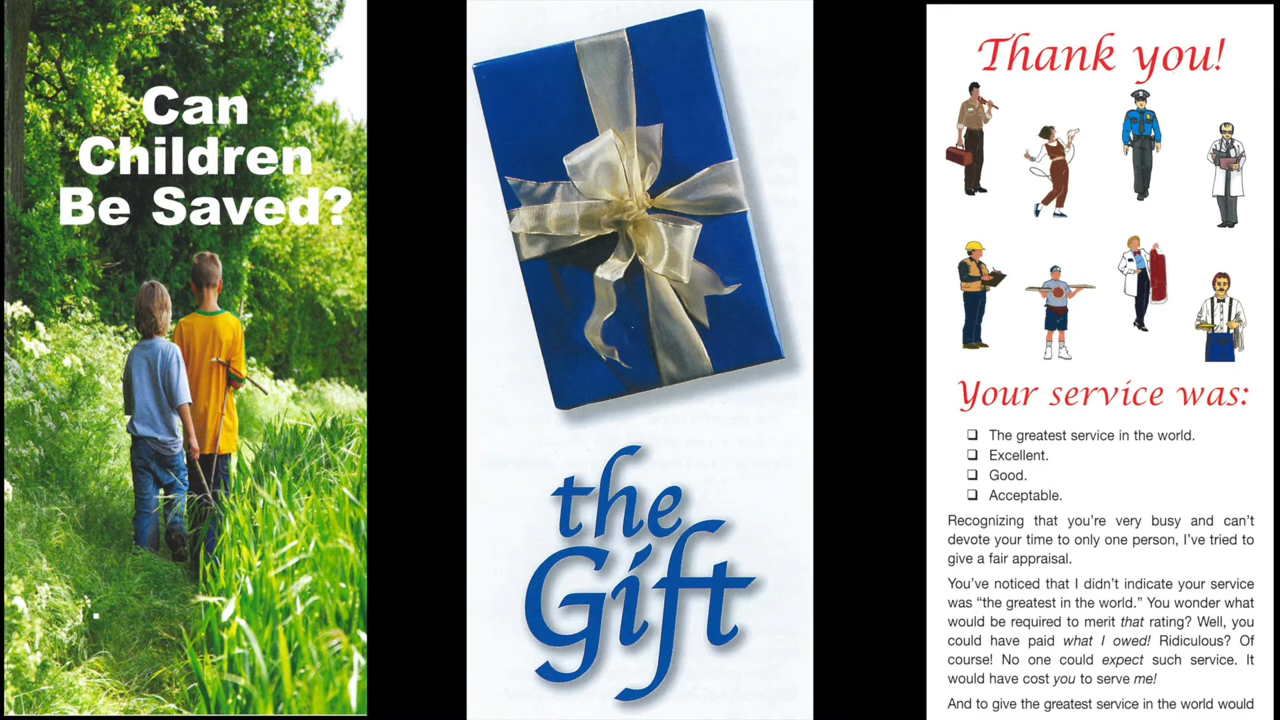 Can
Children
Be Saved?
the
Gift
Thank you!
Your service was:
❑ The greatest service in the world.
❑ Excellent.
❑ Good.
❑ Acceptable.
Recognizing that you're very busy and can't
devote your time to only one person, I've tried to
give a fair appraisal.
You've noticed that I didn't indicate your service
was “the greatest in the world.” You wonder what
would be required to merit that rating? Well, you
could have paid what I owed! Ridiculous? Of
course! No one could expect such service. It
would have cost you to serve me!
And to give the greatest service in the world would